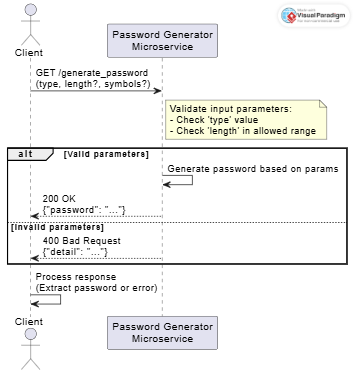 Visual Paradigm
Client
Password Generator
Microservice
GET /generate_password
(type, length?, symbols?)
Validate input parameters:
- Check 'type' value
- Check 'length' in allowed range
alt
[Valid parameters]
Generate password based on params
200 OK
{"password": "..."}
[Invalid parameters]
400 Bad Request
{"detail": "..."}
Process response
(Extract password or error)
Client
Password Generator
Microservice